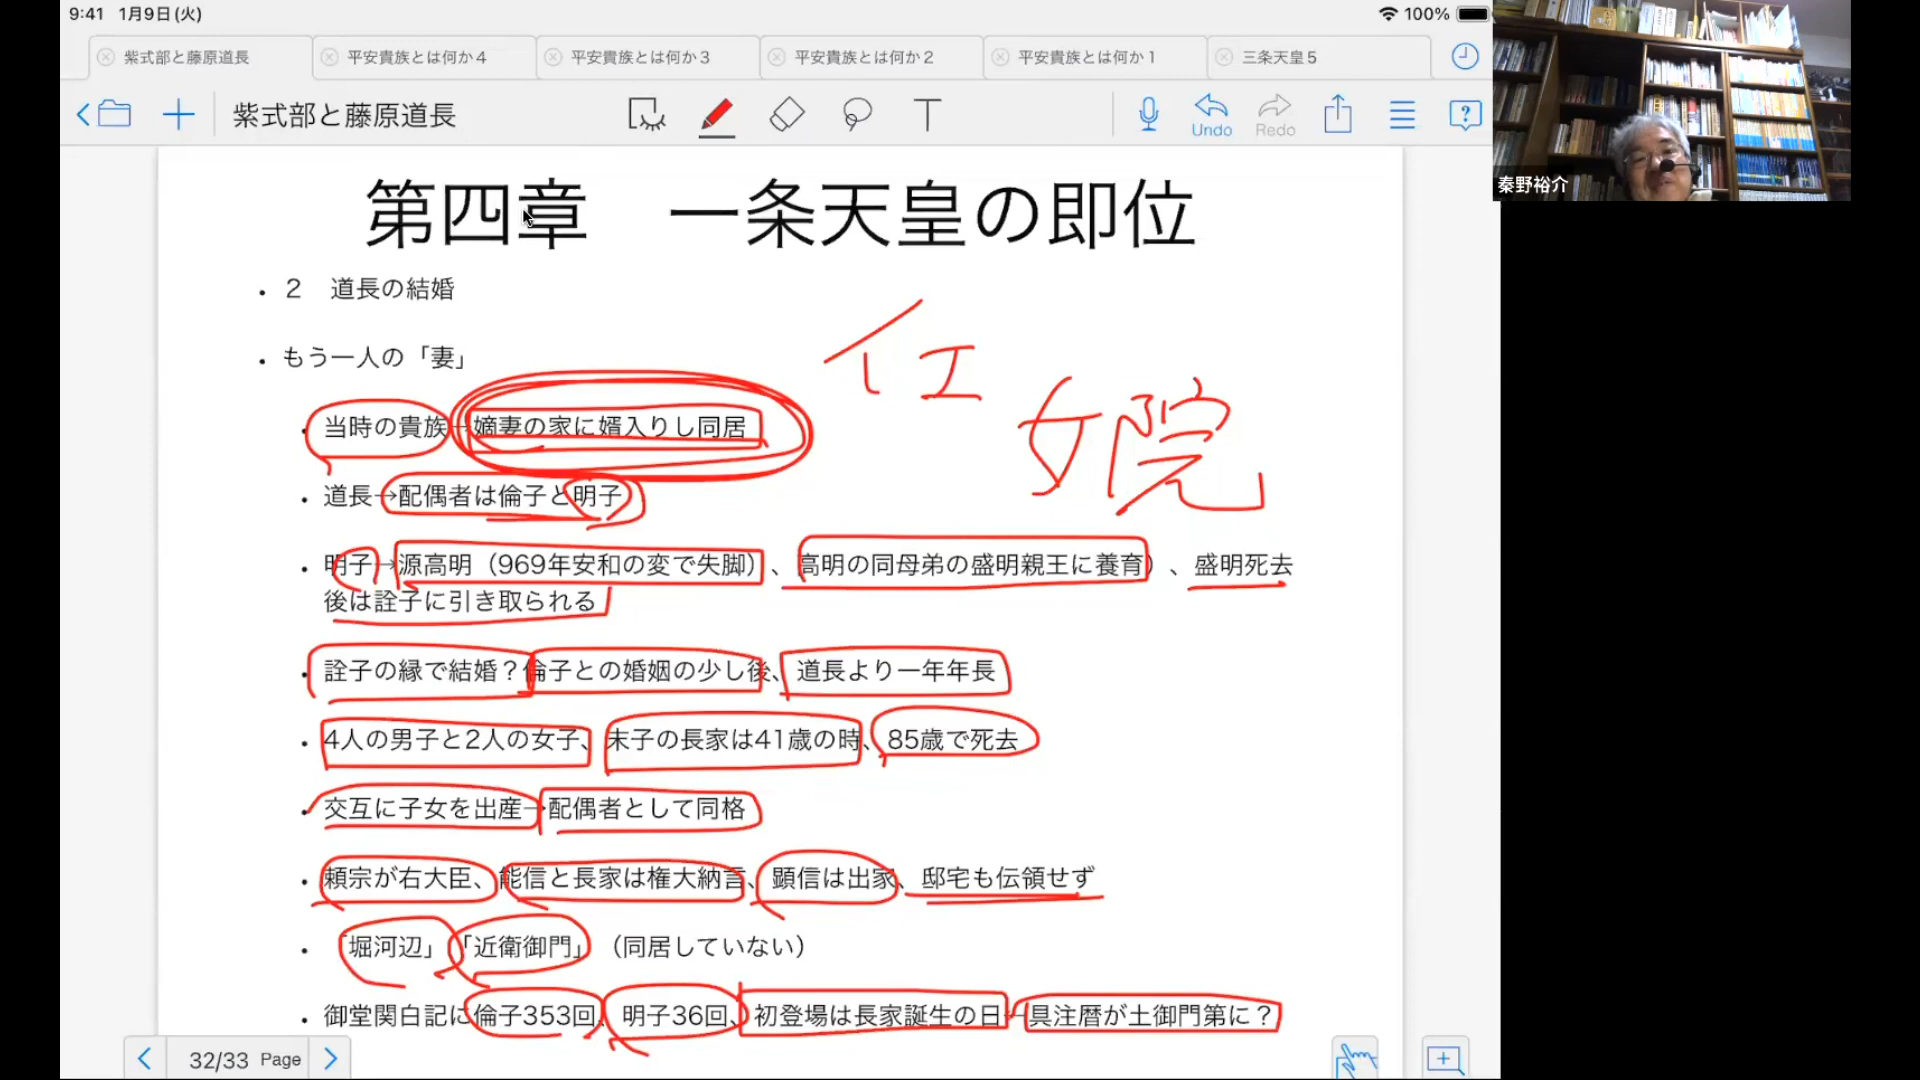 9:41 1月9日(火)
100%
紫式部と藤原道長
平安貴族とは何か４
平安貴族とは何か３
平安貴族とは何か２
平安貴族とは何か１
三条天皇５
紫式部と藤原道長
T
Undo
Redo
?
秦野裕介
第四章　一条天皇の即位
・２　道長の結婚
・もう一人の「妻」
・当時の貴族→嫡妻の家に婿入りし同居
・道長→配偶者は倫子と明子
・明子→源高明（969年安和の変で失脚）、高明の同母弟の盛明親王に養育）、盛明死去
後は詮子に引き取られる
・詮子の縁で結婚？倫子との婚姻の少し後、道長より一年年長
・4人の男子と2人の女子、末子の長家は41歳の時、85歳で死去
・交互に子女を出産→配偶者として同格
・頼宗が右大臣、能信と長家は権大納言、顕信は出家、邸宅も伝領せず
・「堀河辺」「近衛御門」（同居していない）
・御堂関白記に倫子353回、明子36回、初登場は長家誕生の日→具注暦が土御門第に？
女院
32/33 Page